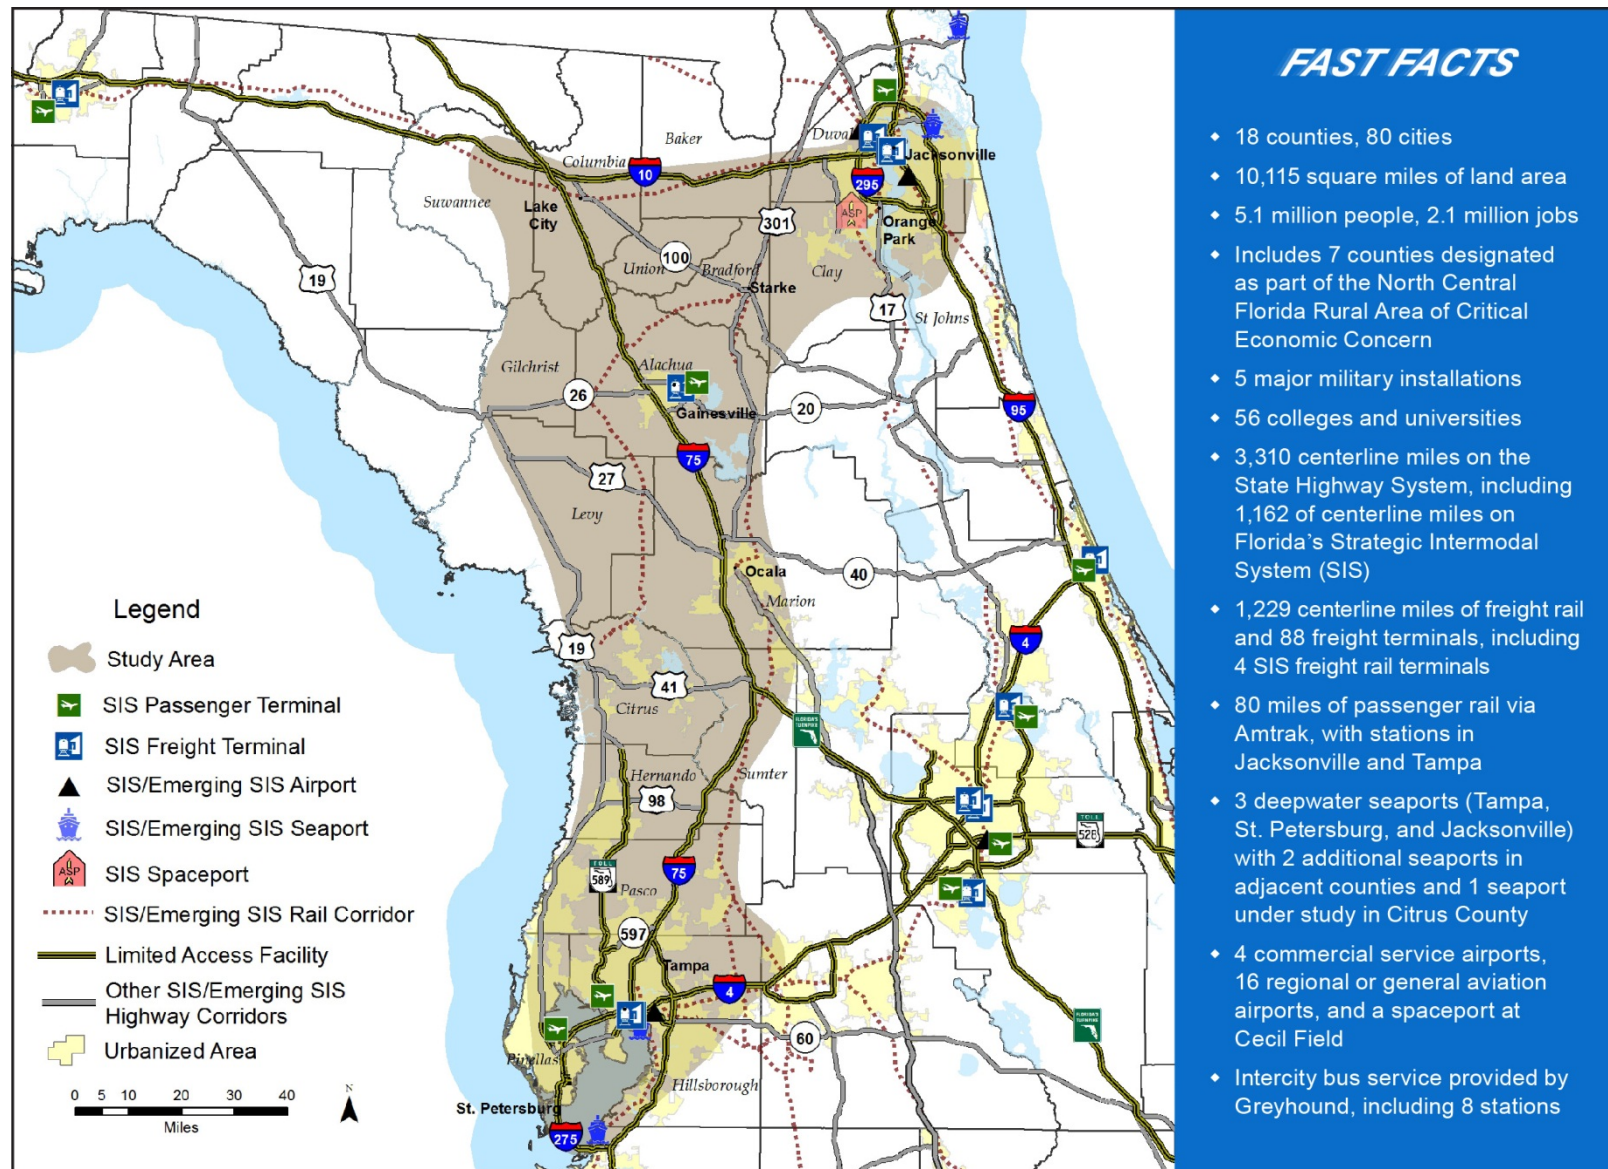 FAST FACTS
18 counties, 80 cities
10,115 square miles of land area
5.1 million people, 2.1 million jobs
Includes 7 counties designated
as part of the North Central
Florida Rural Area of Critical
Economic Concern
5 major military installations
56 colleges and universities
3,310 centerline miles on the
State Highway System, including
1,162 of centerline miles on
Florida's Strategic Intermodal
System (SIS)
1,229 centerline miles of freight rail
and 88 freight terminals, including
4 SIS freight rail terminals
80 miles of passenger rail via
Amtrak, with stations in
Jacksonville and Tampa
3 deepwater seaports (Tampa,
St. Petersburg, and Jacksonville)
with 2 additional seaports in
adjacent counties and 1 seaport
under study in Citrus County
4 commercial service airports,
16 regional or general aviation
airports, and a spaceport at
Cecil Field
Intercity bus service provided by
Greyhound, including 8 stations
Baker
Duval
Jacksonville
Columbia
10
295
Suwannee
Lake
City
ASP
Orange
Park
301
100
Union
Bradford
Clay
Starke
19
17
St Johns
Gilchrist
Alachua
26
Gainesville
20
95
75
27
Levy
Ocala
40
Marion
4
19
41
Citrus
FLORIDA'S
TURNPIKE
Hernando
Sumter
98
TOLL
528
TOLL
589
Pasco
75
597
Tampa
4
FLORIDA'S
TURNPIKE
60
Pinellas
Hillsborough
St. Petersburg
275
Legend
Study Area
SIS Passenger Terminal
SIS Freight Terminal
SIS/Emerging SIS Airport
SIS/Emerging SIS Seaport
ASP
SIS Spaceport
SIS/Emerging SIS Rail Corridor
Limited Access Facility
Other SIS/Emerging SIS
Highway Corridors
Urbanized Area
0 5 10 20 30 40
Miles
N